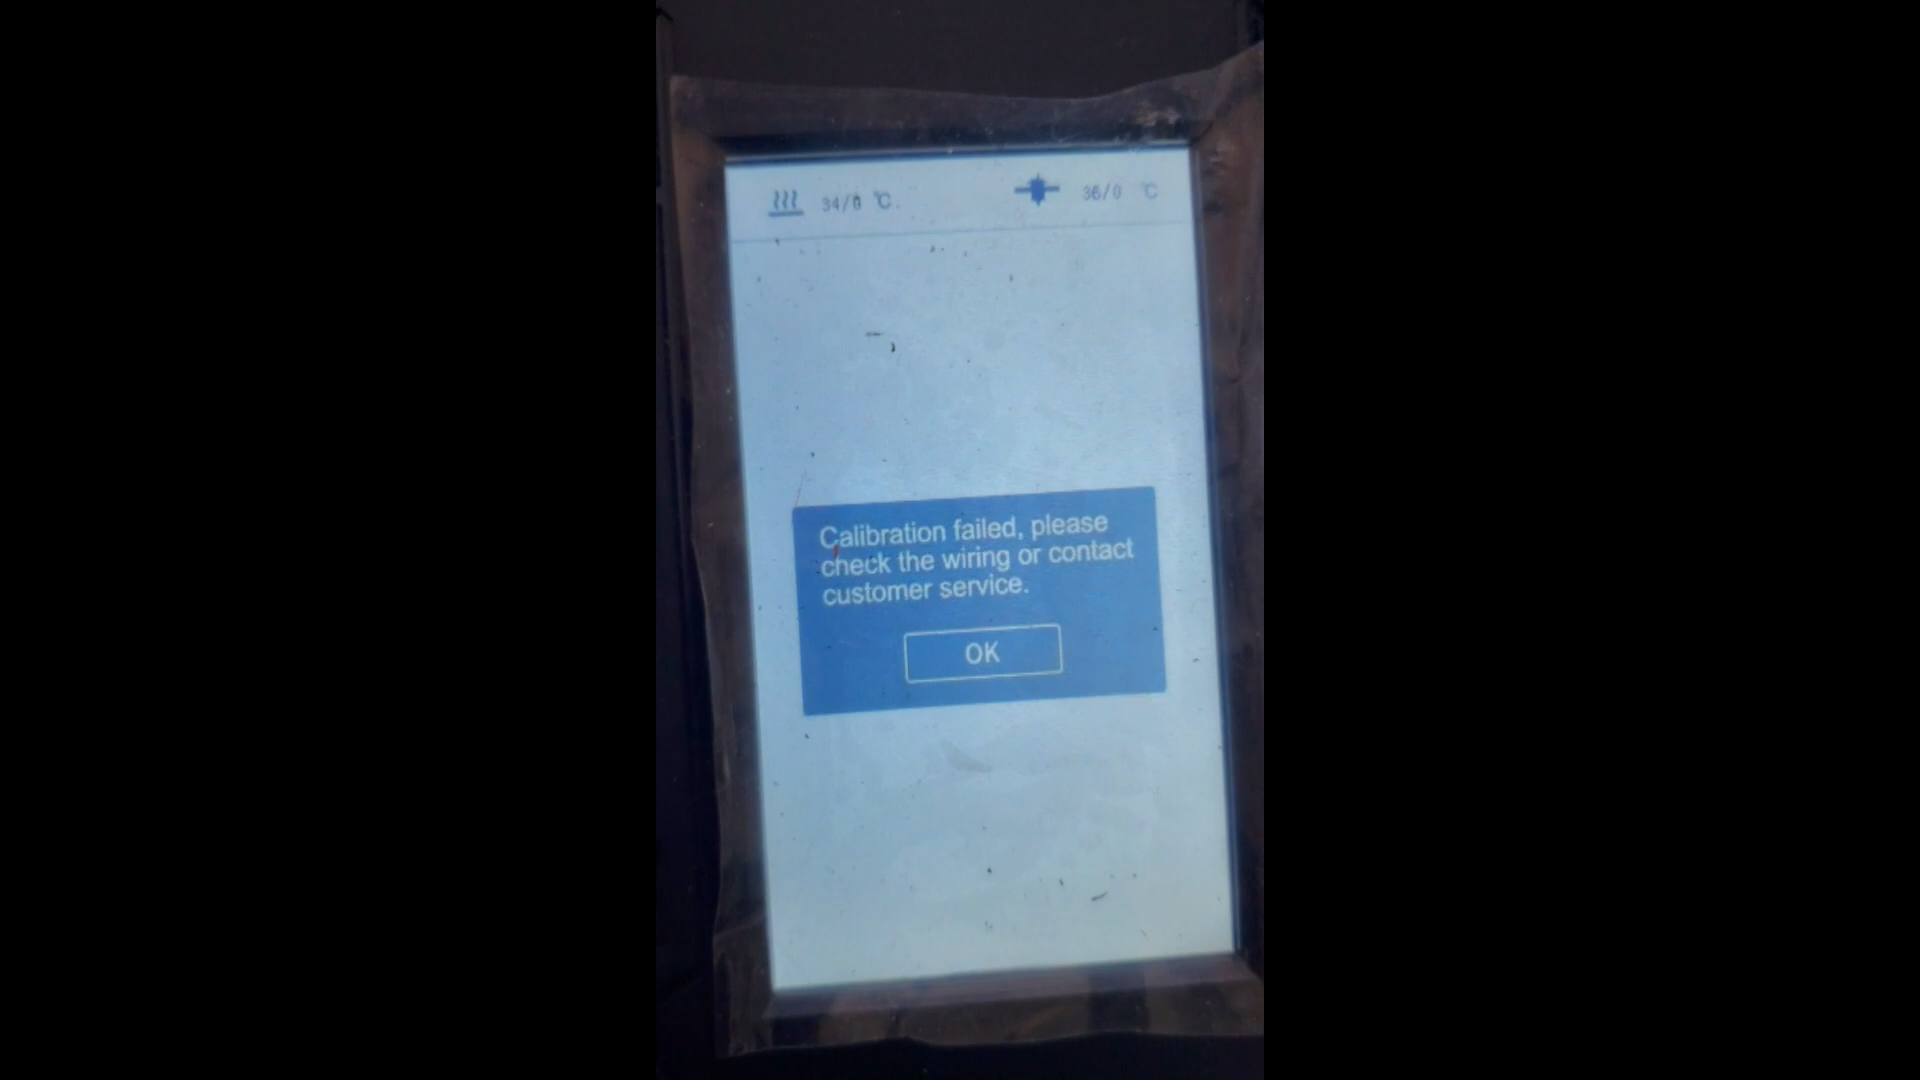 34/0 °C 36/0 °C
Calibration failed, please
check the wiring or contact
customer service.
OK